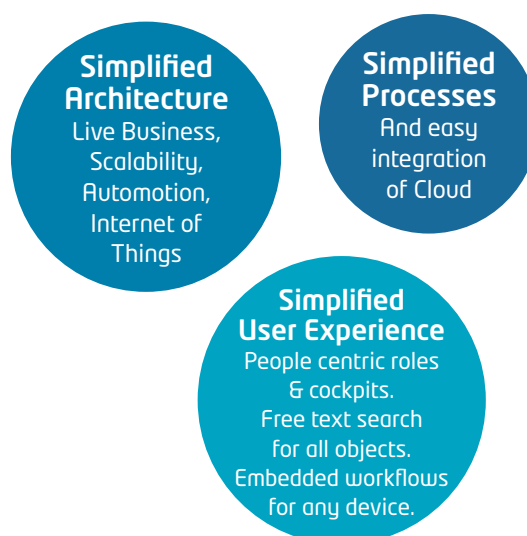 Simplified
Architecture
Live Business,
Scalability,
Automotion,
Internet of
Things
Simplified
Processes
And easy
integration
of Cloud
Simplified
User Experience
People centric roles
& cockpits.
Free text search
for all objects.
Embedded workflows
for any device.